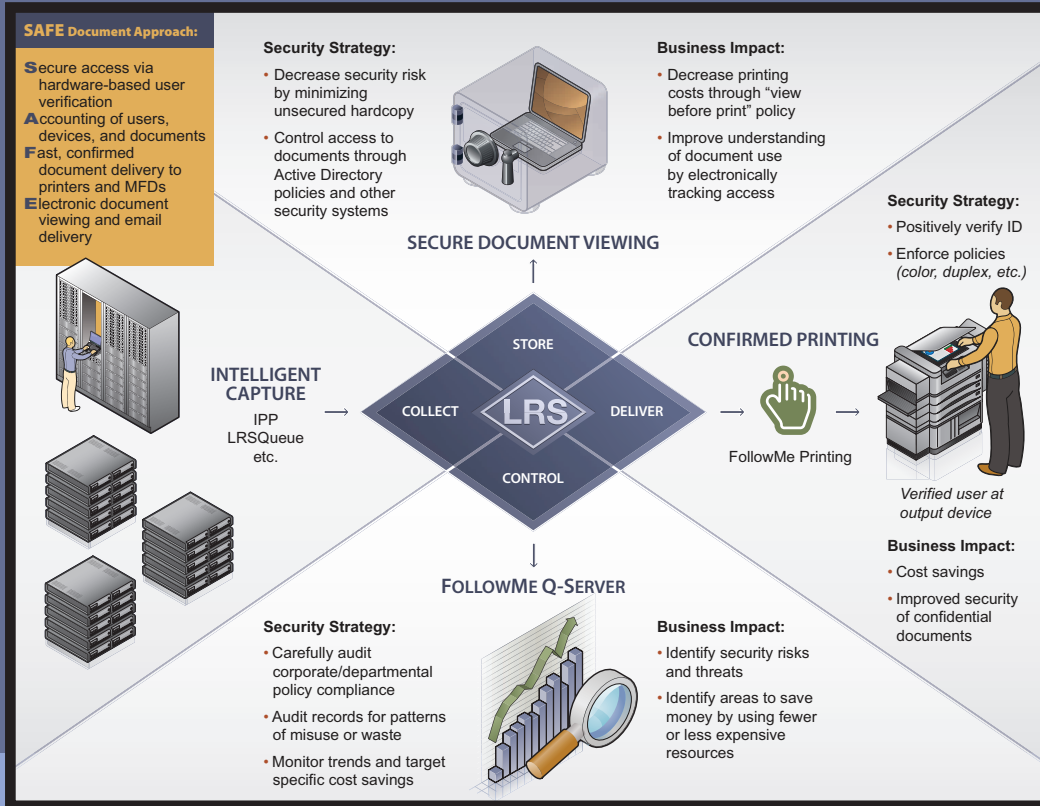 SAFE Document Approach:
Secure access via
hardware-based user
verification
Accounting of users,
devices, and documents
Fast, confirmed
document delivery to
printers and MFDs
Electronic document
viewing and email
delivery
Security Strategy:
• Decrease security risk
by minimizing
unsecured hardcopy
• Control access to
documents through
Active Directory
policies and other
security systems
Business Impact:
• Decrease printing
costs through “view
before print” policy
• Improve understanding
of document use
by electronically
tracking access
SECURE DOCUMENT VIEWING
INTELLIGENT
CAPTURE
IPP
LRSQueue
etc.
STORE
COLLECT
LRS
DELIVER
CONTROL
CONFIRMED PRINTING
FollowMe Printing
Security Strategy:
• Positively verify ID
• Enforce policies
(color, duplex, etc.)
Verified user at
output device
Business Impact:
• Cost savings
• Improved security
of confidential
documents
FOLLOWME Q-SERVER
Security Strategy:
• Carefully audit
corporate/departmental
policy compliance
• Audit records for patterns
of misuse or waste
• Monitor trends and target
specific cost savings
Business Impact:
• Identify security risks
and threats
• Identify areas to save
money by using fewer
or less expensive
resources